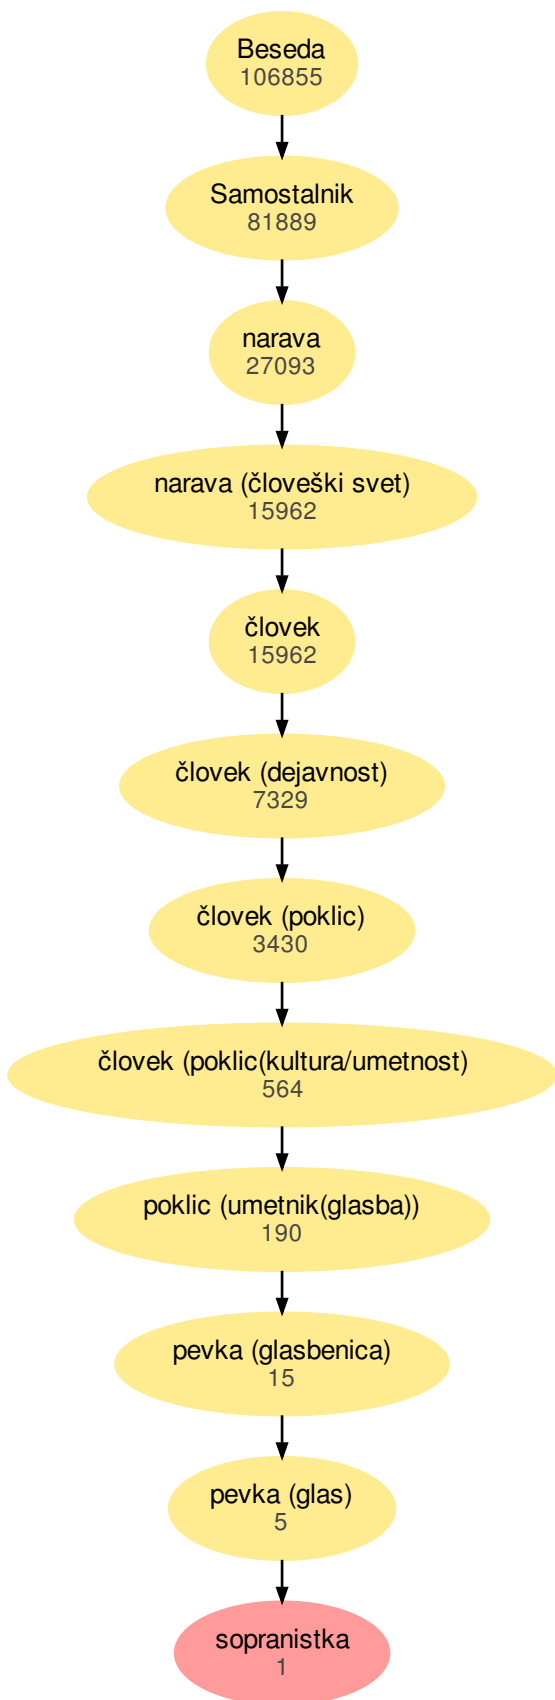 Beseda
106855
Samostalnik
81889
narava
27093
narava (človeški svet)
15962
človek
15962
človek (dejavnost)
7329
človek (poklic)
3430
človek (poklic(kultura/umetnost)
564
poklic (umetnik(glasba))
190
pevka (glasbenica)
15
pevka (glas)
5
sopranistka
1